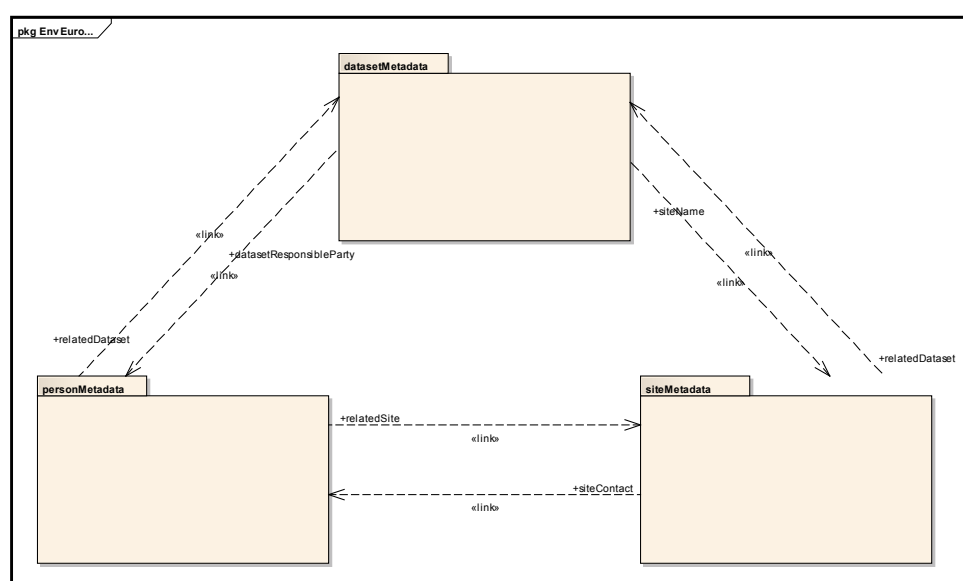 pkg EnvEuro...
datasetMetadata
+siteName
«link»
+datasetResponsibleParty
«link»
«link»
«link»
+relatedDataset
+relatedDataset
personMetadata
siteMetadata
+relatedSite
«link»
+siteContact
«link»